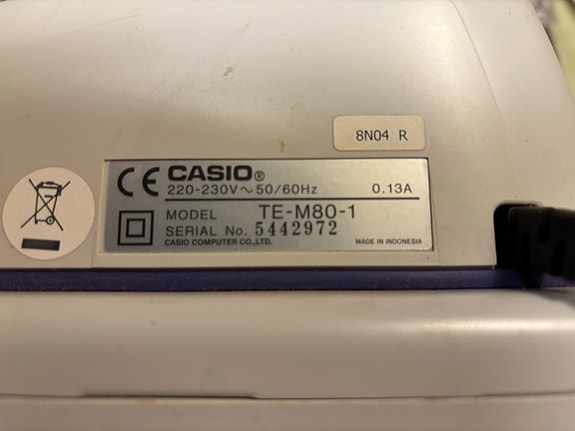 8N04 R
CE CASIO®
220-230V～50/60Hz 0.13A
MODEL TE-M80-1
SERIAL No. 5442972
CASIO COMPUTER CO.,LTD. MADE IN INDONESIA